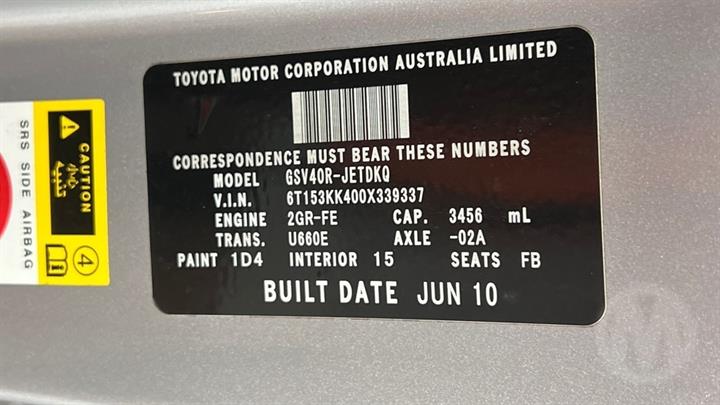 TOYOTA MOTOR CORPORATION AUSTRALIA LIMITED
CORRESPONDENCE MUST BEAR THESE NUMBERS
MODEL GSV40R-JETDKQ
V.I.N. 6T153KK400X339337
ENGINE 2GR-FE CAP. 3456 mL
TRANS. U660E AXLE -02A
PAINT 1D4 INTERIOR 15 SEATS FB
BUILT DATE JUN 10
CAUTION
SRS SIDE AIRBAG
4